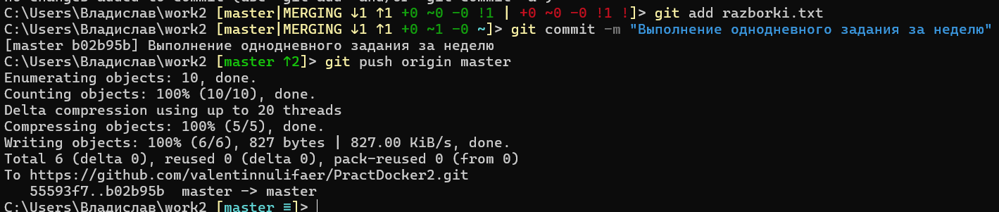 C:\Users\Владислав\work2 [master|MERGING ↓1 ↑1 +0 ~0 -0 !1 | +0 ~0 -0 !1 !]> git add razborki.txt
C:\Users\Владислав\work2 [master|MERGING ↓1 ↑1 +0 ~1 -0 ~]> git commit -m "Выполнение однодневного задания за неделю"
[master b02b95b] Выполнение однодневного задания за неделю
C:\Users\Владислав\work2 [master ↑2]> git push origin master
Enumerating objects: 10, done.
Counting objects: 100% (10/10), done.
Delta compression using up to 20 threads
Compressing objects: 100% (5/5), done.
Writing objects: 100% (6/6), 827 bytes | 827.00 KiB/s, done.
Total 6 (delta 0), reused 0 (delta 0), pack-reused 0 (from 0)
To https://github.com/valentinnulifaer/PractDocker2.git
   55593f7..b02b95b  master -> master
C:\Users\Владислав\work2 [master ≡]>